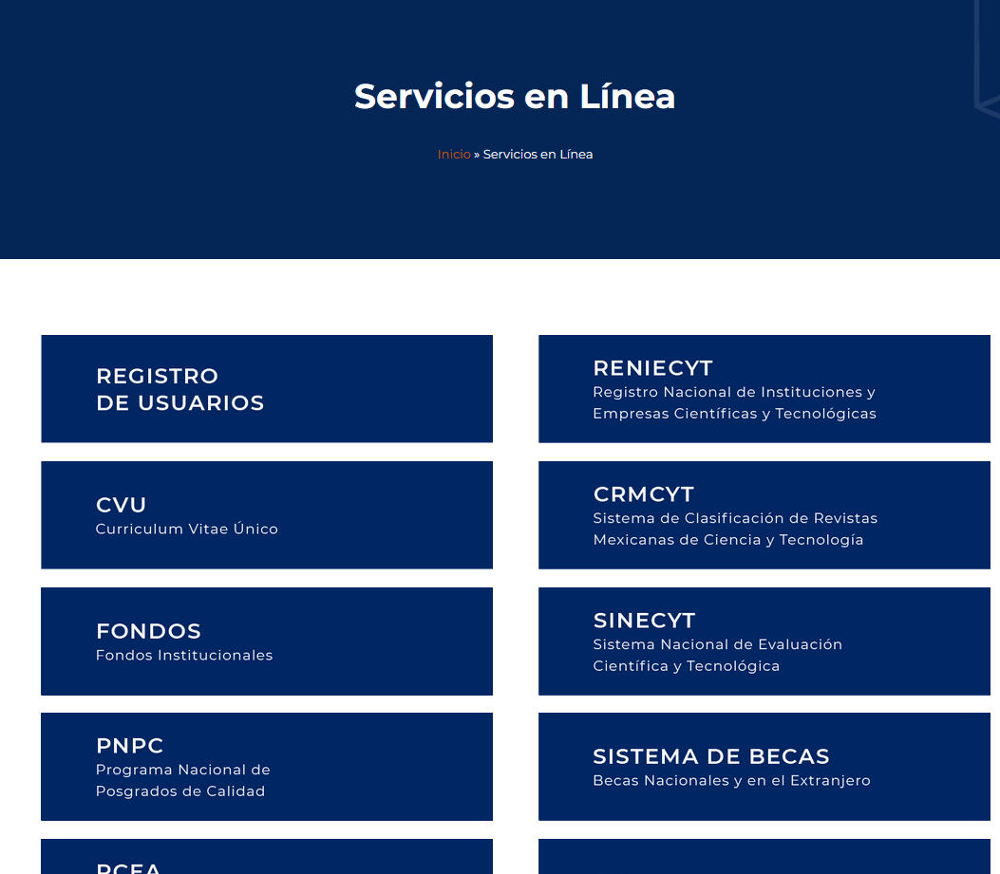 Servicios en Línea
Inicio » Servicios en Línea
REGISTRO
DE USUARIOS
RENIECYT
Registro Nacional de Instituciones y
Empresas Científicas y Tecnológicas
CVU
Curriculum Vitae Único
CRMCYT
Sistema de Clasificación de Revistas
Mexicanas de Ciencia y Tecnología
FONDOS
Fondos Institucionales
SINECYT
Sistema Nacional de Evaluación
Científica y Tecnológica
PNPC
Programa Nacional de
Posgrados de Calidad
SISTEMA DE BECAS
Becas Nacionales y en el Extranjero